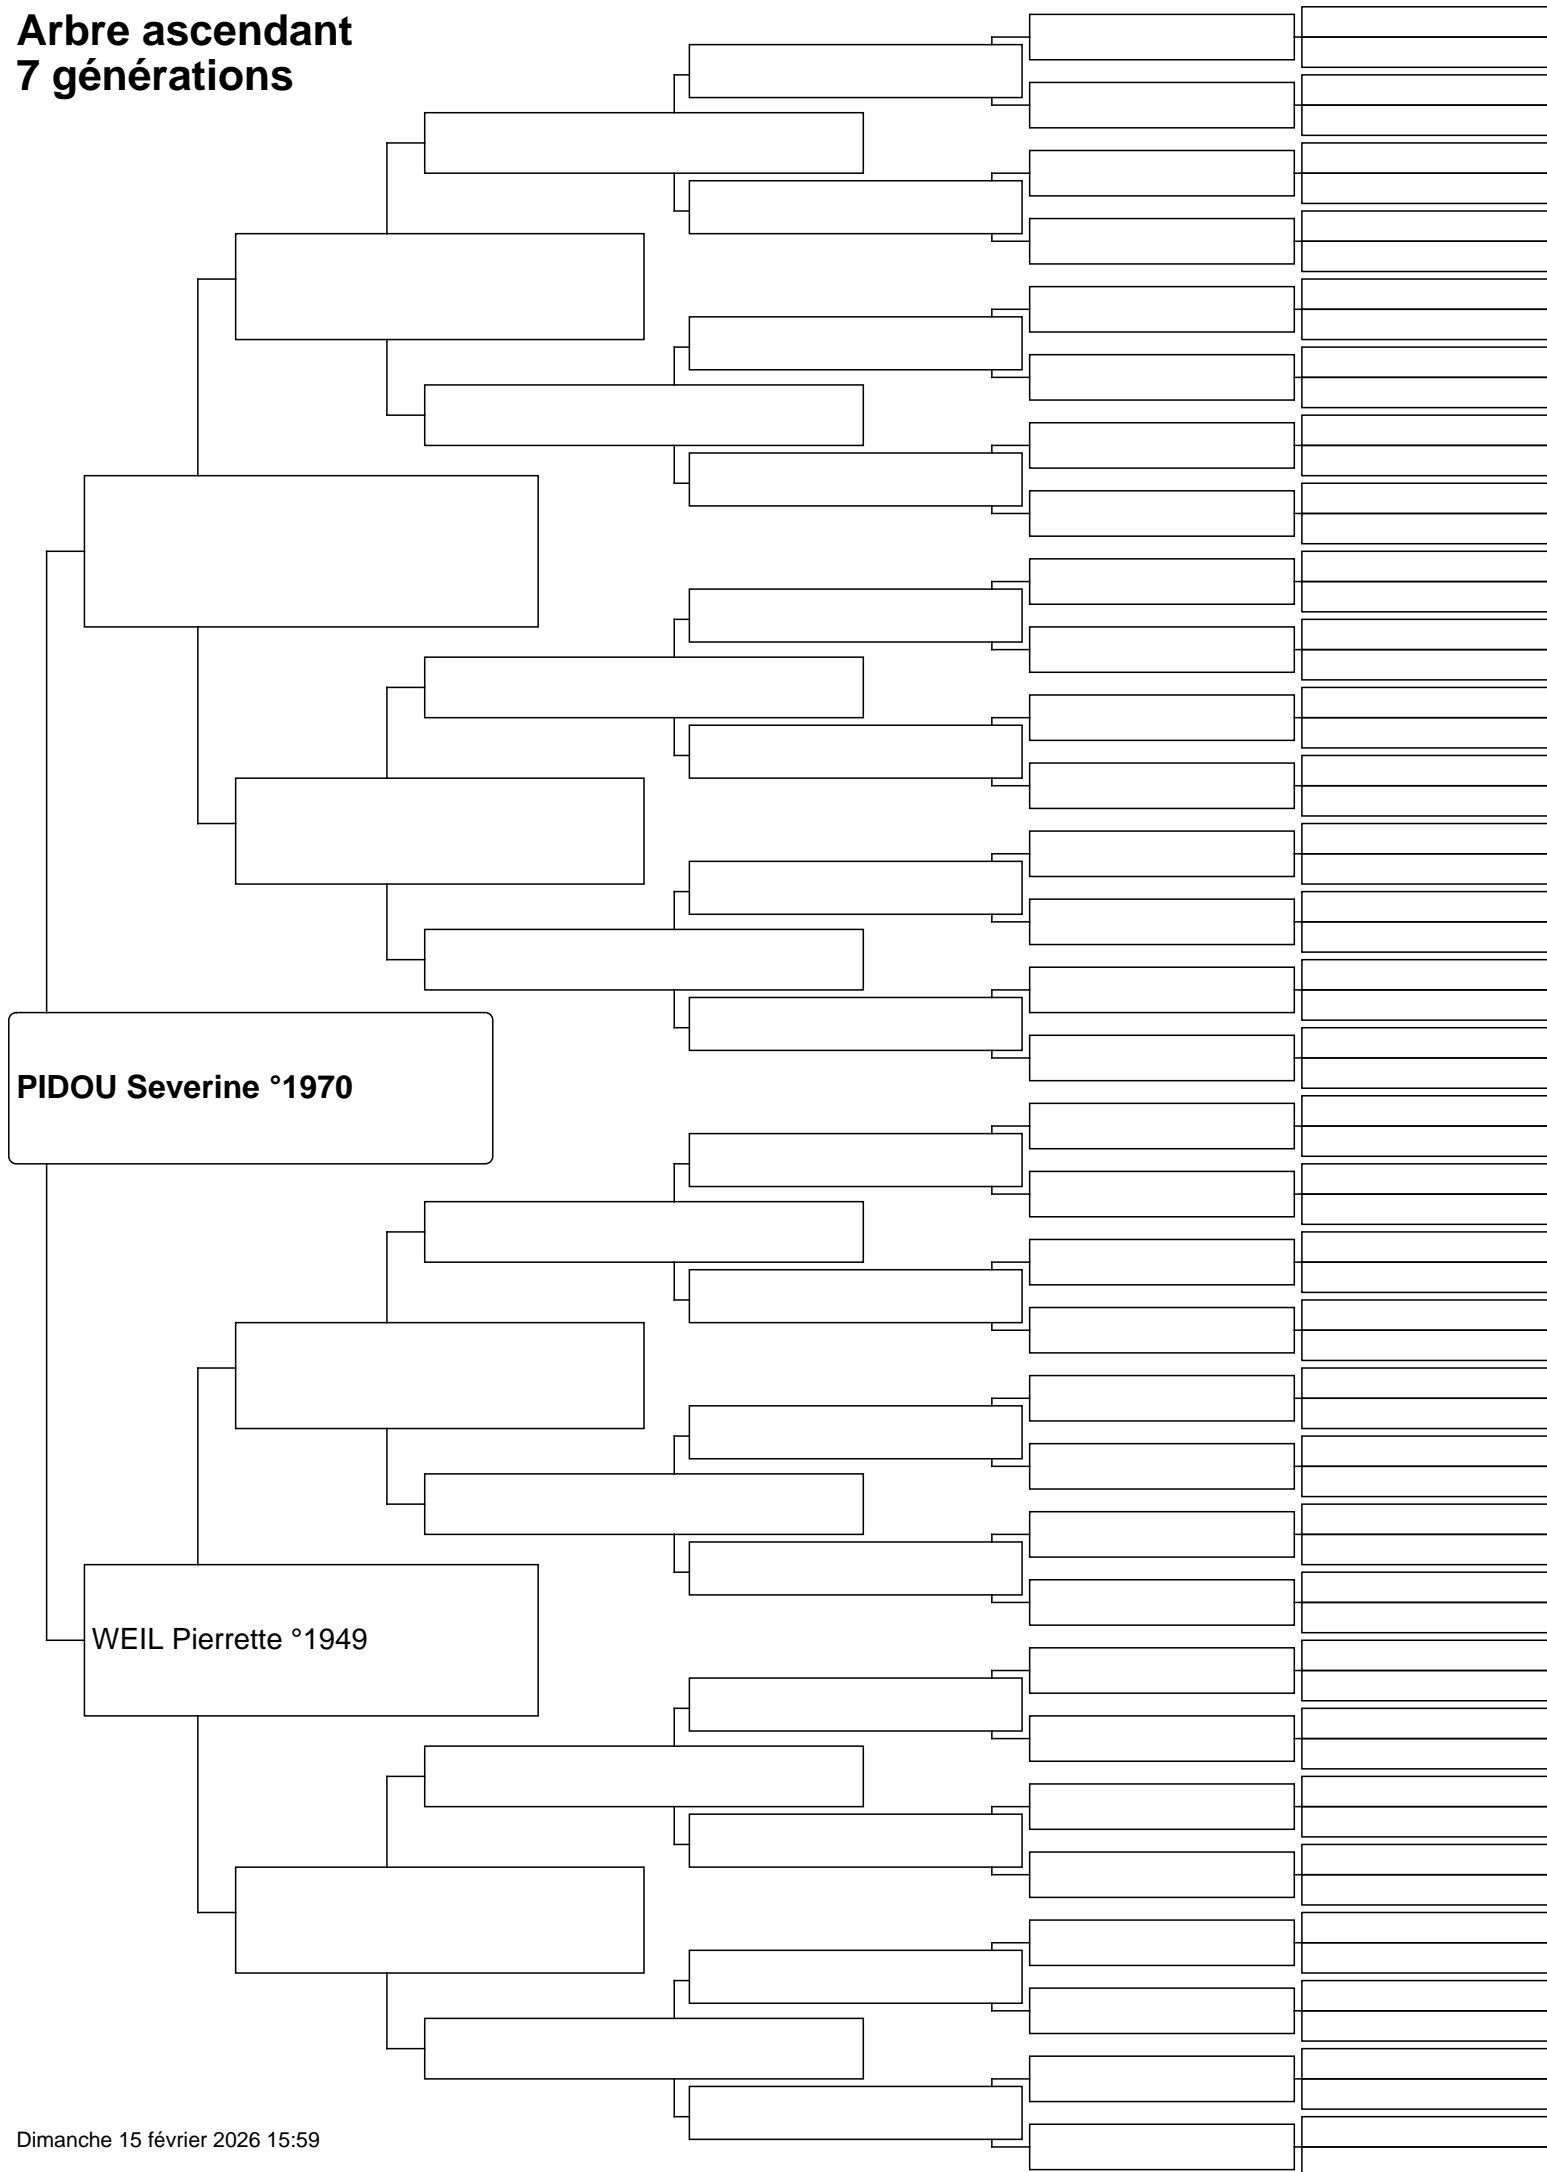 Arbre ascendant
7 générations
PIDOU Severine °1970
WEIL Pierrette °1949
Dimanche 15 février 2026 15:59